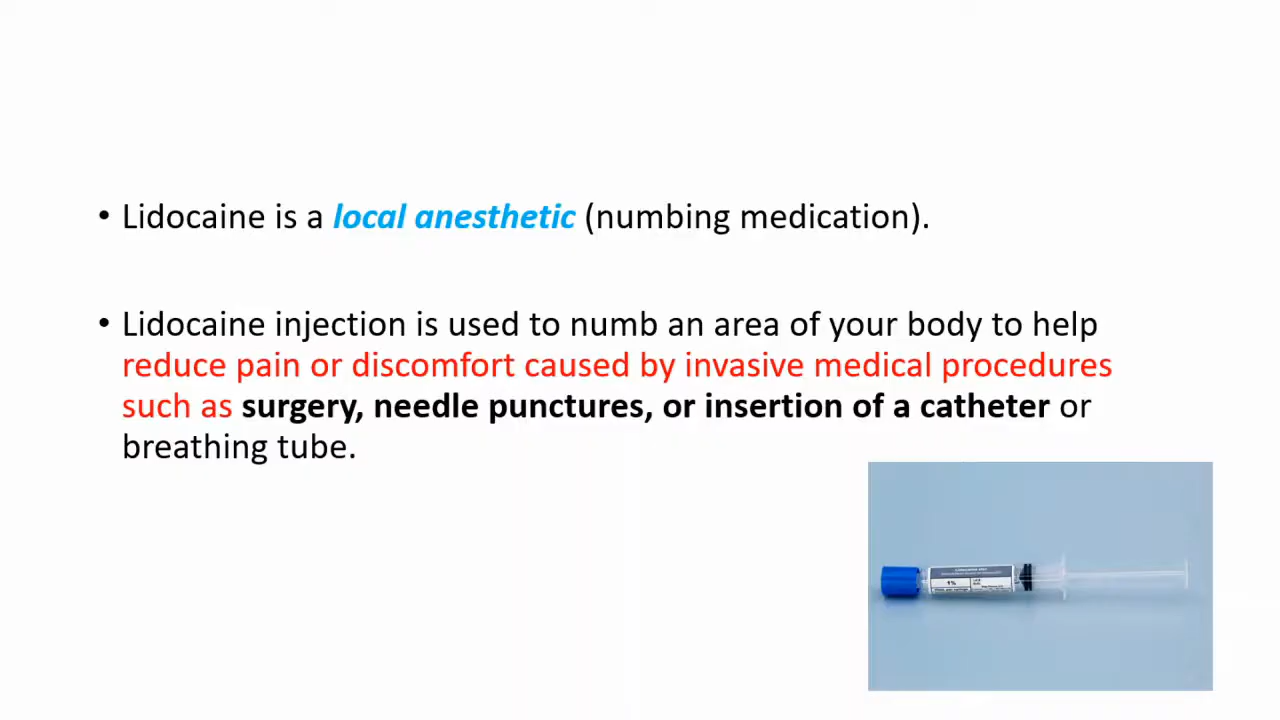 • Lidocaine is a local anesthetic (numbing medication).
• Lidocaine injection is used to numb an area of your body to help
reduce pain or discomfort caused by invasive medical procedures
such as surgery, needle punctures, or insertion of a catheter or
breathing tube.
1%